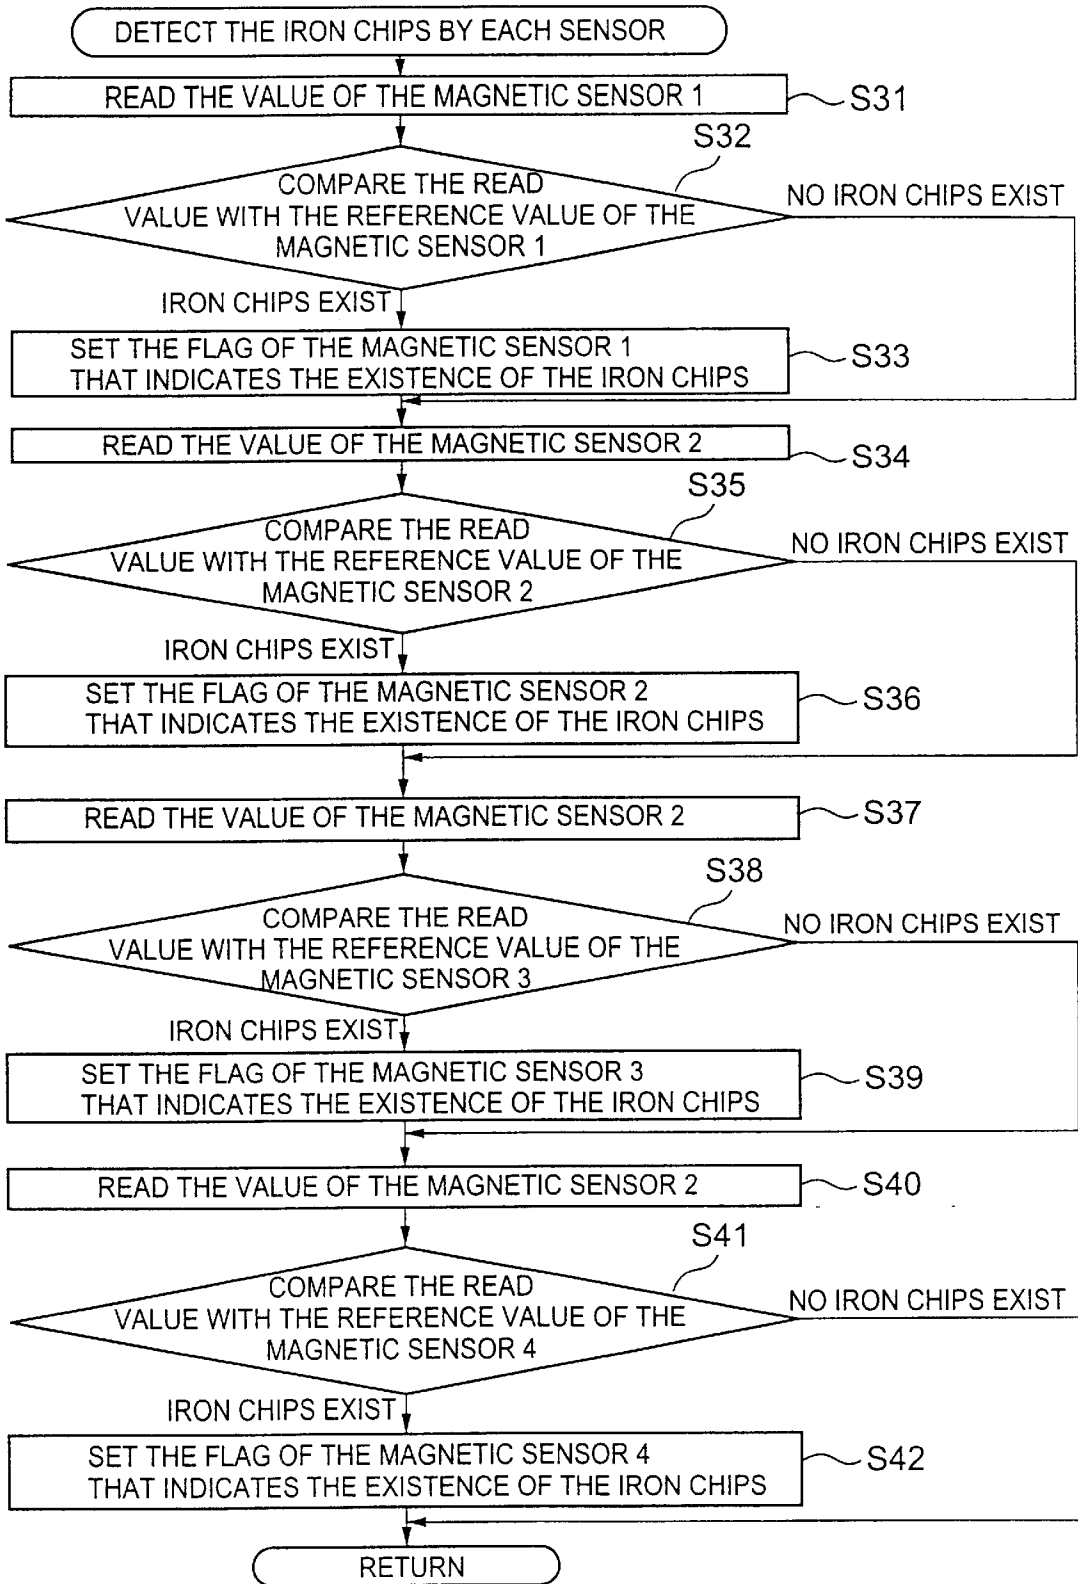 DETECT THE IRON CHIPS BY EACH SENSOR
READ THE VALUE OF THE MAGNETIC SENSOR 1
S31
S32
COMPARE THE READ
VALUE WITH THE REFERENCE VALUE OF THE
MAGNETIC SENSOR 1
NO IRON CHIPS EXIST
IRON CHIPS EXIST
SET THE FLAG OF THE MAGNETIC SENSOR 1
THAT INDICATES THE EXISTENCE OF THE IRON CHIPS
S33
READ THE VALUE OF THE MAGNETIC SENSOR 2
S34
S35
COMPARE THE READ
VALUE WITH THE REFERENCE VALUE OF THE
MAGNETIC SENSOR 2
NO IRON CHIPS EXIST
IRON CHIPS EXIST
SET THE FLAG OF THE MAGNETIC SENSOR 2
THAT INDICATES THE EXISTENCE OF THE IRON CHIPS
S36
READ THE VALUE OF THE MAGNETIC SENSOR 2
S37
S38
COMPARE THE READ
VALUE WITH THE REFERENCE VALUE OF THE
MAGNETIC SENSOR 3
NO IRON CHIPS EXIST
IRON CHIPS EXIST
SET THE FLAG OF THE MAGNETIC SENSOR 3
THAT INDICATES THE EXISTENCE OF THE IRON CHIPS
S39
READ THE VALUE OF THE MAGNETIC SENSOR 2
S40
S41
COMPARE THE READ
VALUE WITH THE REFERENCE VALUE OF THE
MAGNETIC SENSOR 4
NO IRON CHIPS EXIST
IRON CHIPS EXIST
SET THE FLAG OF THE MAGNETIC SENSOR 4
THAT INDICATES THE EXISTENCE OF THE IRON CHIPS
S42
RETURN